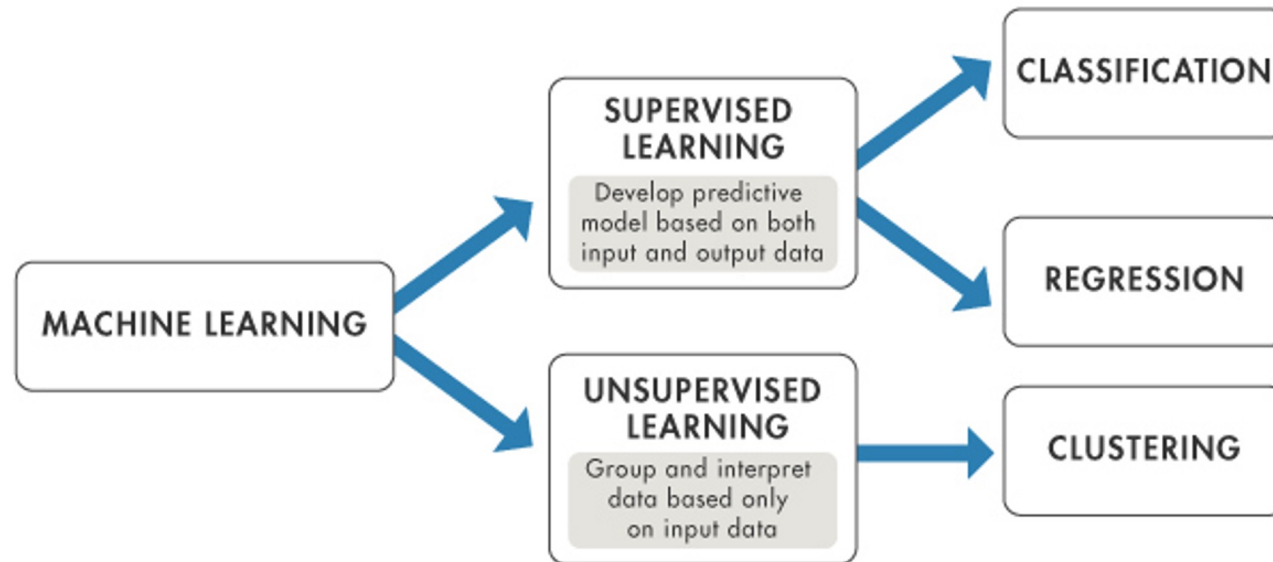 MACHINE LEARNING
SUPERVISED
LEARNING
Develop predictive
model based on both
input and output data
UNSUPERVISED
LEARNING
Group and interpret
data based only
on input data
CLASSIFICATION
REGRESSION
CLUSTERING